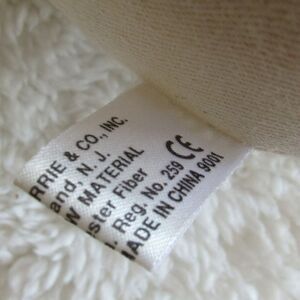 RRIE & CO., INC.
and, N. J.
W MATERIAL
ster Fiber
. Reg. No. 259 CE
MADE IN CHINA 9001